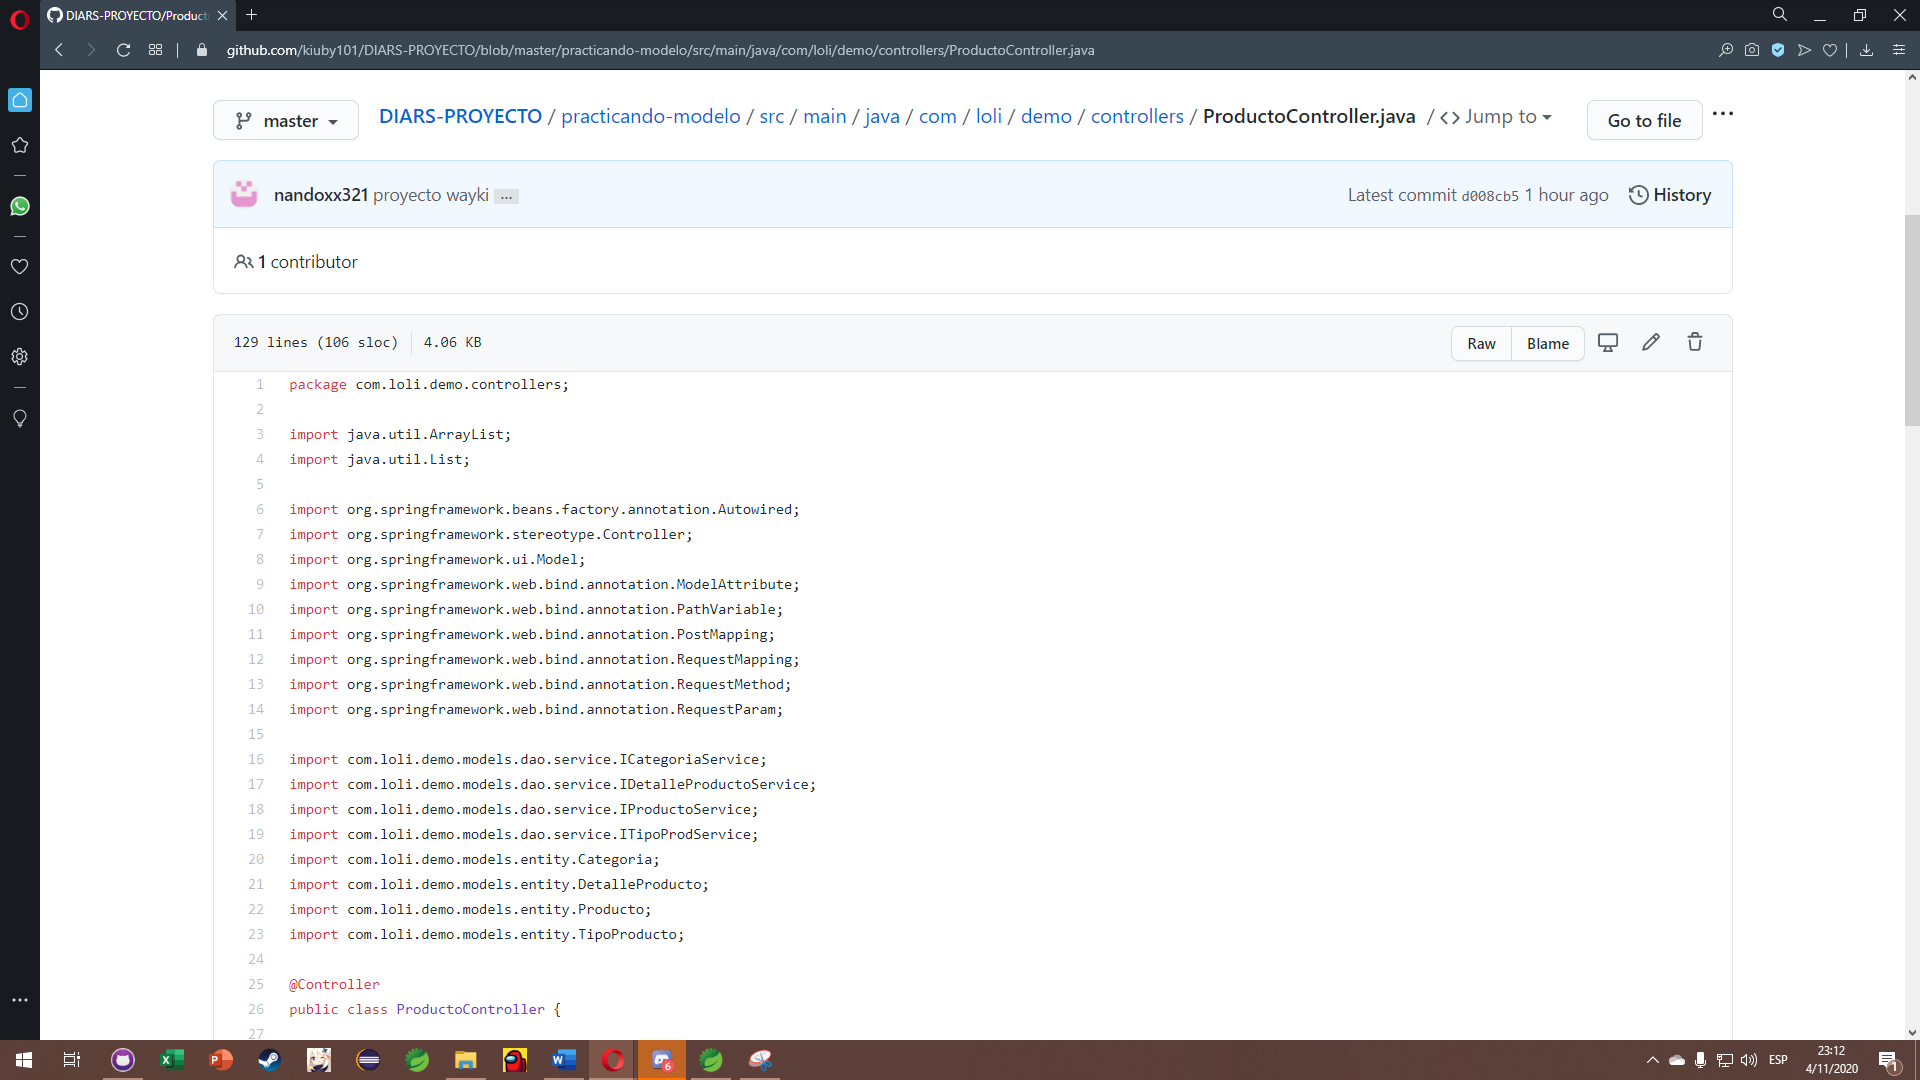 DIARS-PROYECTO/Product
github.com/kiuby101/DIARS-PROYECTO/blob/master/practicando-modelo/src/main/java/com/loli/demo/controllers/ProductoController.java
master
DIARS-PROYECTO / practicando-modelo / src / main / java / com / loli / demo / controllers / ProductoController.java / <> Jump to
Go to file
...
nandoxx321 proyecto wayki ...
Latest commit d008cb5 1 hour ago
History
1 contributor
129 lines (106 sloc)
4.06 KB
Raw
Blame
1 package com.loli.demo.controllers;
2
3 import java.util.ArrayList;
4 import java.util.List;
5
6 import org.springframework.beans.factory.annotation.Autowired;
7 import org.springframework.stereotype.Controller;
8 import org.springframework.ui.Model;
9 import org.springframework.web.bind.annotation.ModelAttribute;
10 import org.springframework.web.bind.annotation.PathVariable;
11 import org.springframework.web.bind.annotation.PostMapping;
12 import org.springframework.web.bind.annotation.RequestMapping;
13 import org.springframework.web.bind.annotation.RequestMethod;
14 import org.springframework.web.bind.annotation.RequestParam;
15
16 import com.loli.demo.models.dao.service.ICategoriaService;
17 import com.loli.demo.models.dao.service.IDetalleProductoService;
18 import com.loli.demo.models.dao.service.IProductoService;
19 import com.loli.demo.models.dao.service.ITipoProdService;
20 import com.loli.demo.models.entity.Categoria;
21 import com.loli.demo.models.entity.DetalleProducto;
22 import com.loli.demo.models.entity.Producto;
23 import com.loli.demo.models.entity.TipoProducto;
24
25 @Controller
26 public class ProductoController {
27
6
ESP
23:12
4/11/2020
1